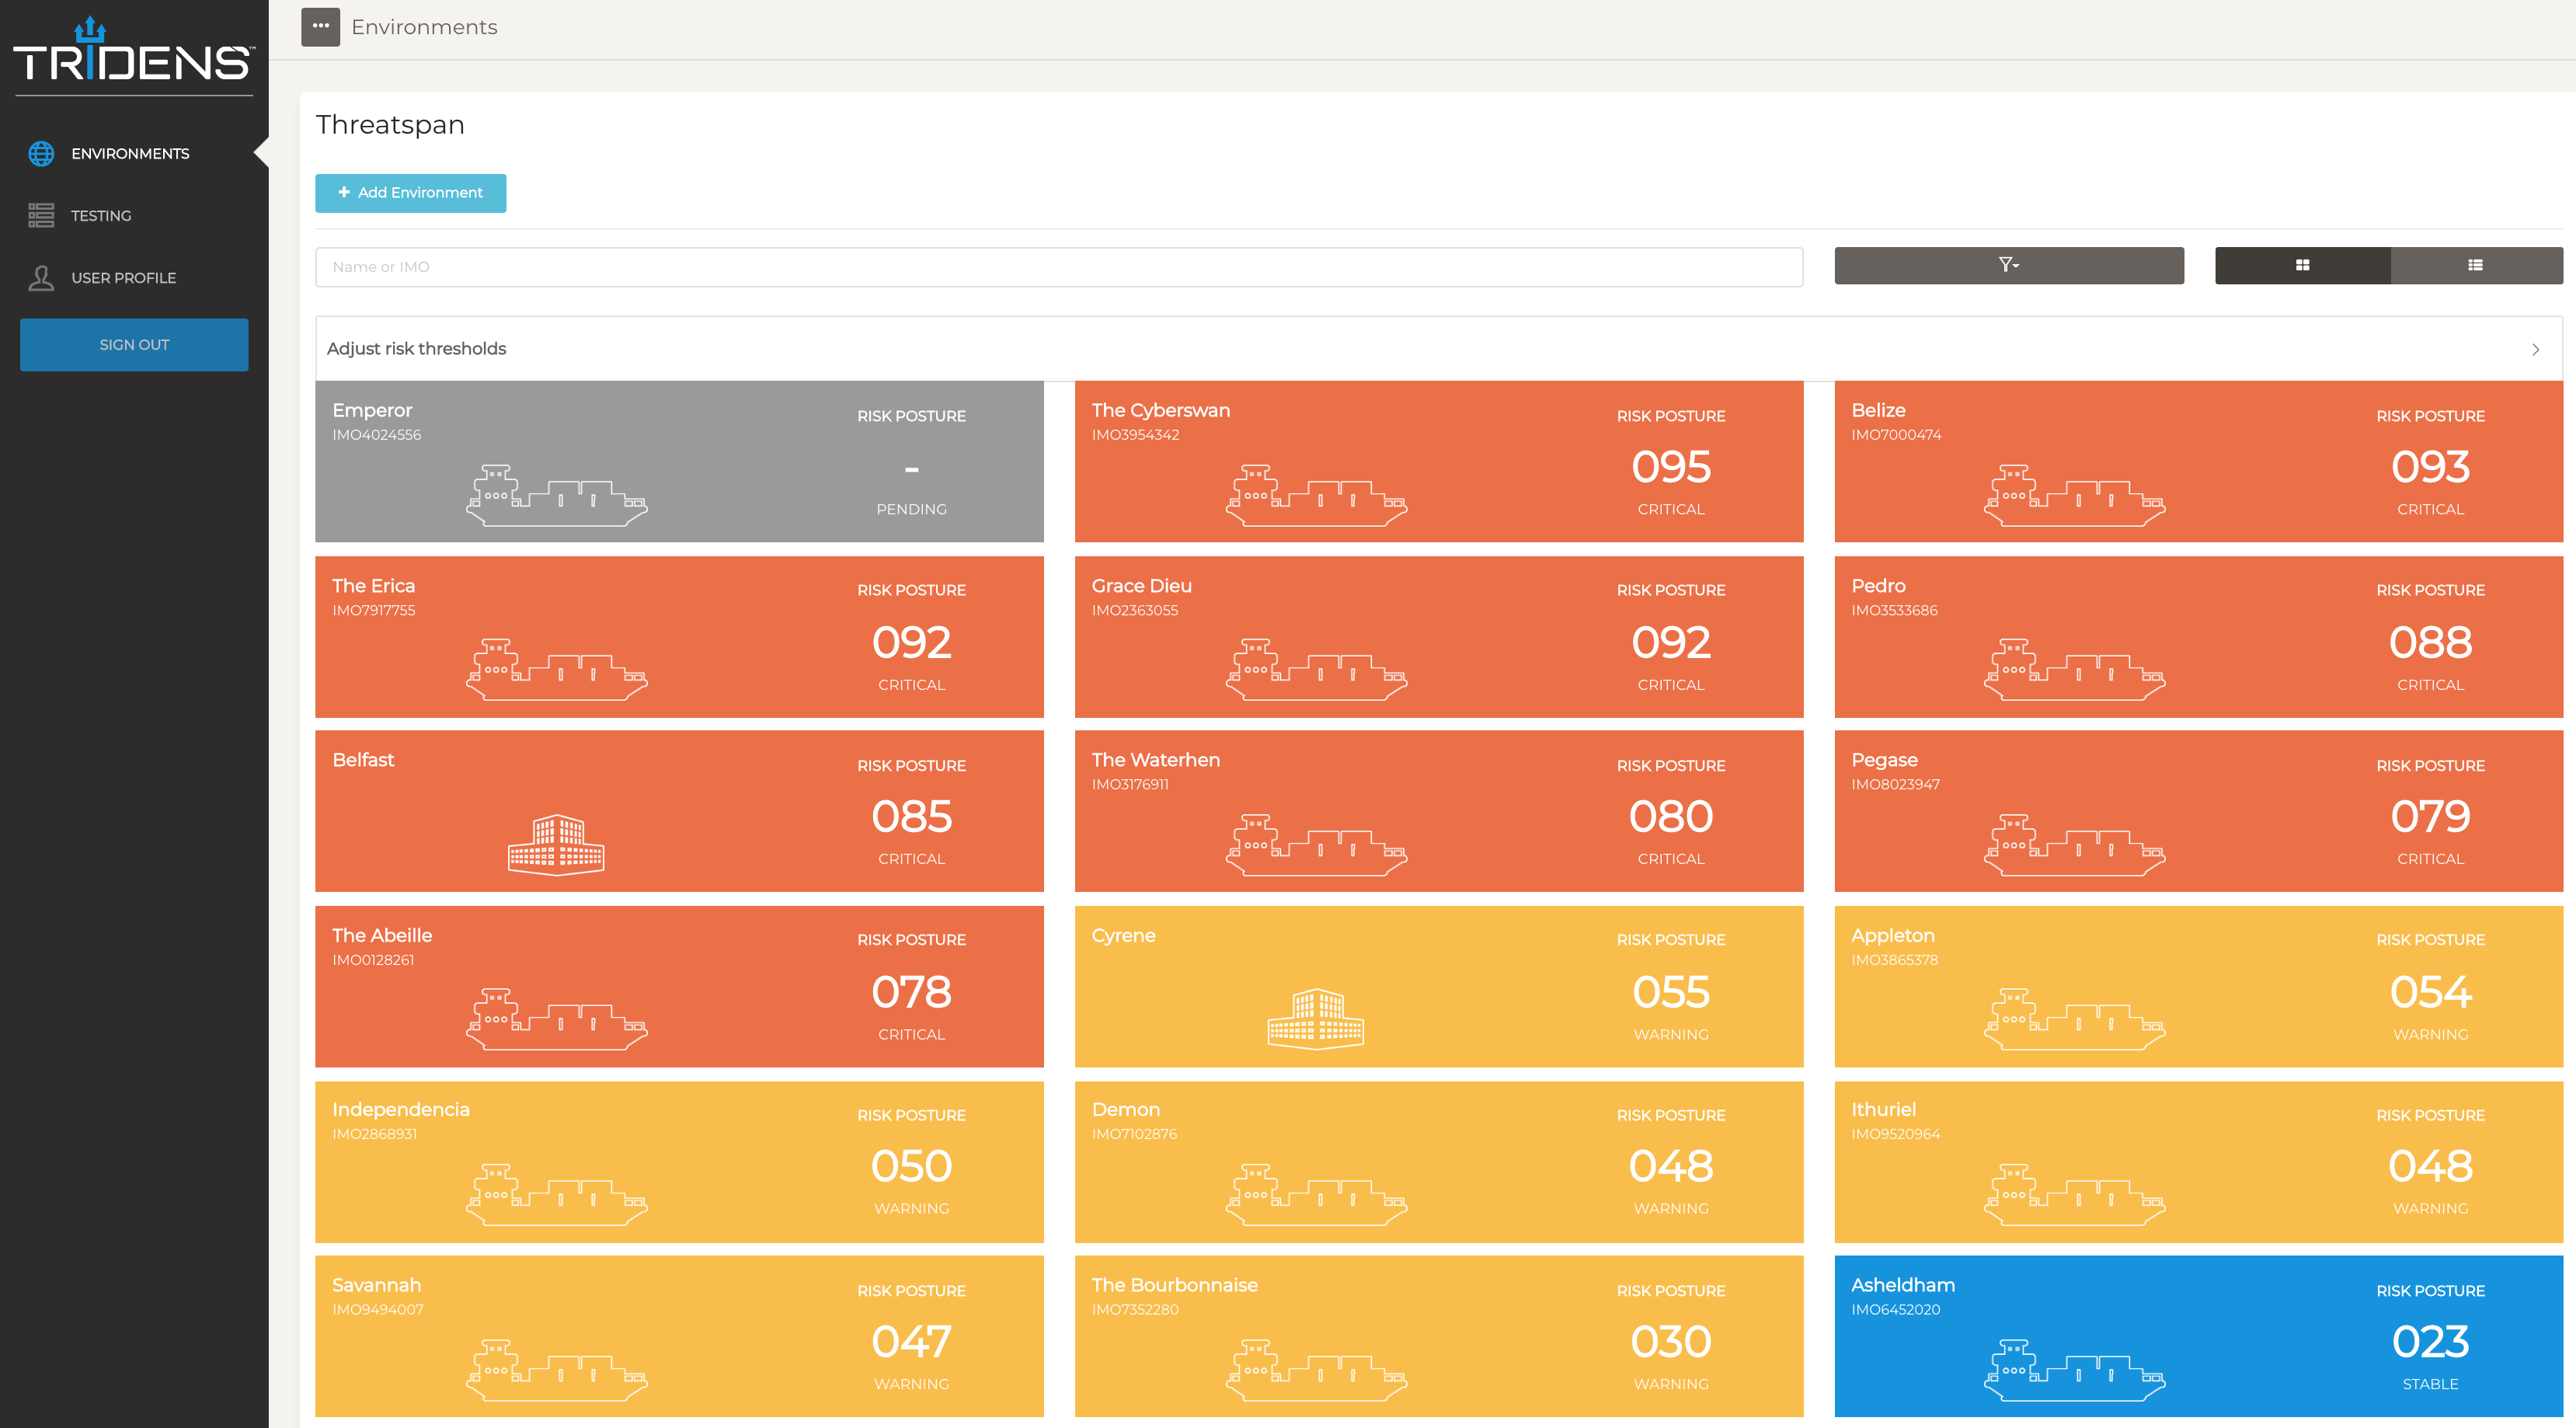 TRIDENS™
ENVIRONMENTS
TESTING
USER PROFILE
SIGN OUT
Environments
Threatspan
+ Add Environment
Name or IMO
Adjust risk thresholds
Emperor
IMO4024556
RISK POSTURE
-
PENDING
The Cyberswan
IMO3954342
RISK POSTURE
095
CRITICAL
Belize
IMO7000474
RISK POSTURE
093
CRITICAL
The Erica
IMO7917755
RISK POSTURE
092
CRITICAL
Grace Dieu
IMO2363055
RISK POSTURE
092
CRITICAL
Pedro
IMO3533686
RISK POSTURE
088
CRITICAL
Belfast
RISK POSTURE
085
CRITICAL
The Waterhen
IMO3176911
RISK POSTURE
080
CRITICAL
Pegase
IMO8023947
RISK POSTURE
079
CRITICAL
The Abeille
IMO0128261
RISK POSTURE
078
CRITICAL
Cyrene
RISK POSTURE
055
WARNING
Appleton
IMO3865378
RISK POSTURE
054
WARNING
Independencia
IMO2868931
RISK POSTURE
050
WARNING
Demon
IMO7102876
RISK POSTURE
048
WARNING
Ithuriel
IMO9520964
RISK POSTURE
048
WARNING
Savannah
IMO9494007
RISK POSTURE
047
WARNING
The Bourbonnaise
IMO7352280
RISK POSTURE
030
WARNING
Asheldham
IMO6452020
RISK POSTURE
023
STABLE